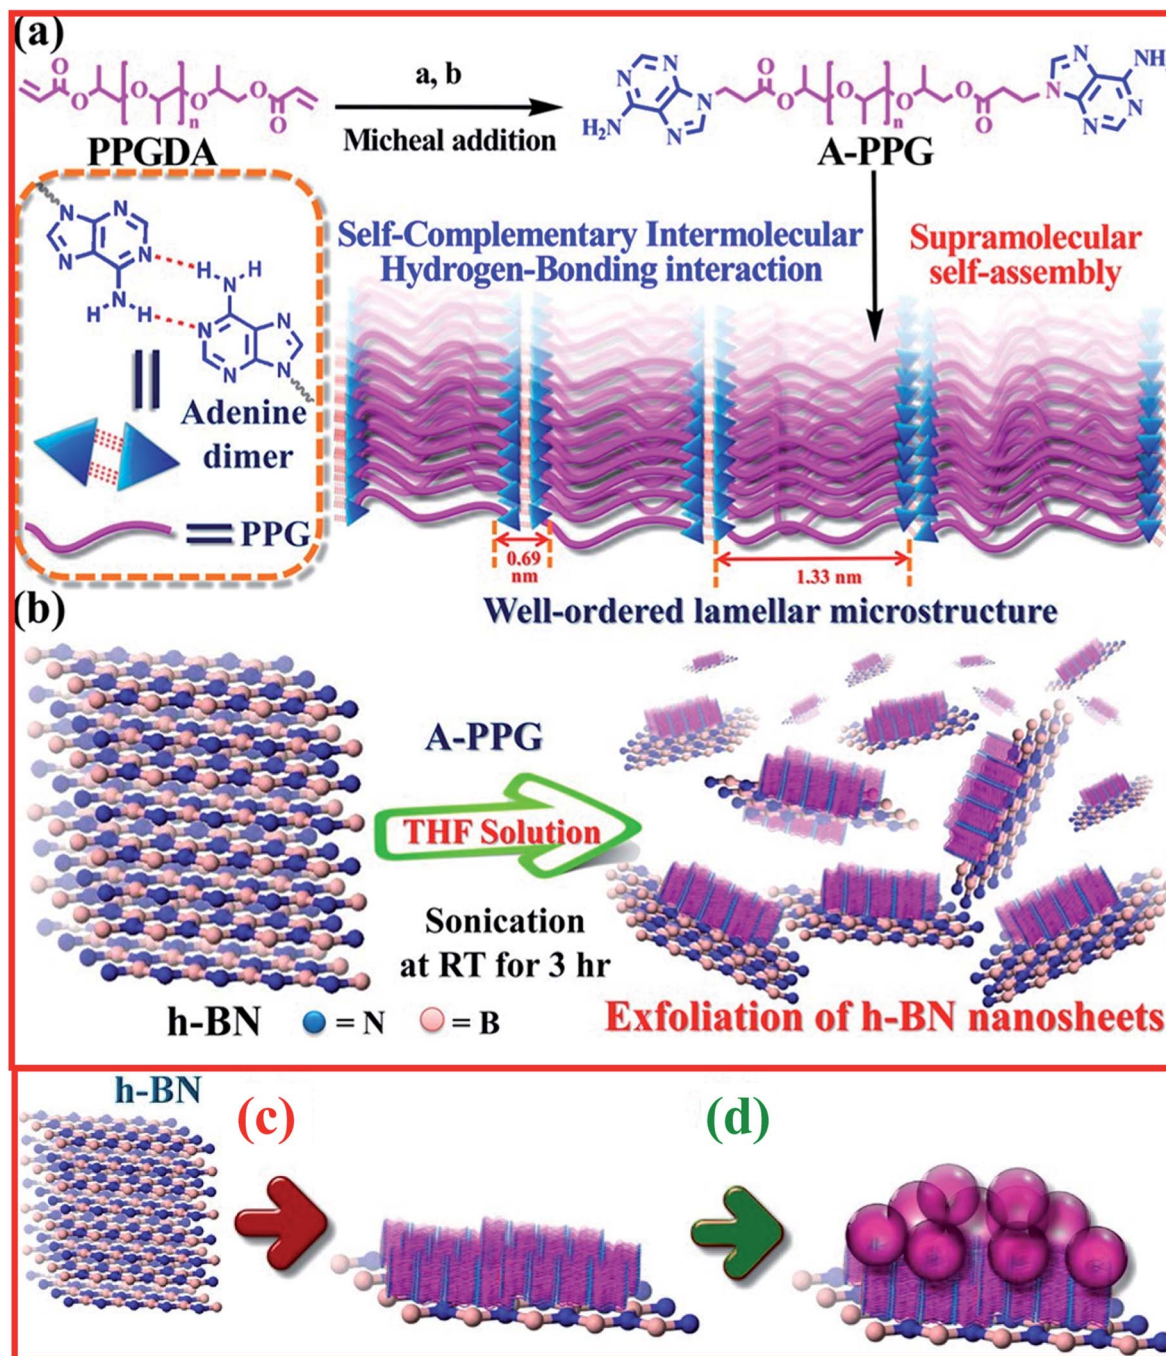 (a)
O
O
O
O
O
O
n
PPGDA
a, b
Micheal addition
N
N
N
N
H₂N
O
O
O
O
O
O
n
A-PPG
N
N
N
N
NH
N
N
N
N
N
H
H
H
H
N
N
N
N
N
Adenine
dimer
PPG
Self-Complementary Intermolecular
Hydrogen-Bonding interaction
Supramolecular
self-assembly
0.69
nm
1.33 nm
Well-ordered lamellar microstructure
(b)
A-PPG
THF Solution
Sonication
at RT for 3 hr
h-BN
= N
= B
Exfoliation of h-BN nanosheets
h-BN
(c)
(d)